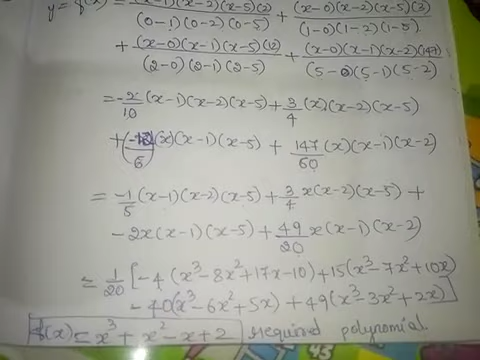 y = f(x) = (x-1)(x-2)(x-5)(2)/(0-1)(0-2)(0-5) + (x-0)(x-2)(x-5)(3)/(1-0)(1-2)(1-5)
+ (x-0)(x-1)(x-5)(12)/(2-0)(2-1)(2-5) + (x-0)(x-1)(x-2)(147)/(5-0)(5-1)(5-2)
= -2/10 (x-1)(x-2)(x-5) + 3/4 (x)(x-2)(x-5)
+ (-12/6)(x)(x-1)(x-5) + 147/60 (x)(x-1)(x-2)
= -1/5 (x-1)(x-2)(x-5) + 3/4 x(x-2)(x-5) +
-2x(x-1)(x-5) + 49/20 x(x-1)(x-2)
= 1/20 [-4(x³-8x²+17x-10)+15(x³-7x²+10x)
-40(x³-6x²+5x) + 49(x³-3x²+2x)]
f(x) = x³ + x² - x + 2 required polynomial